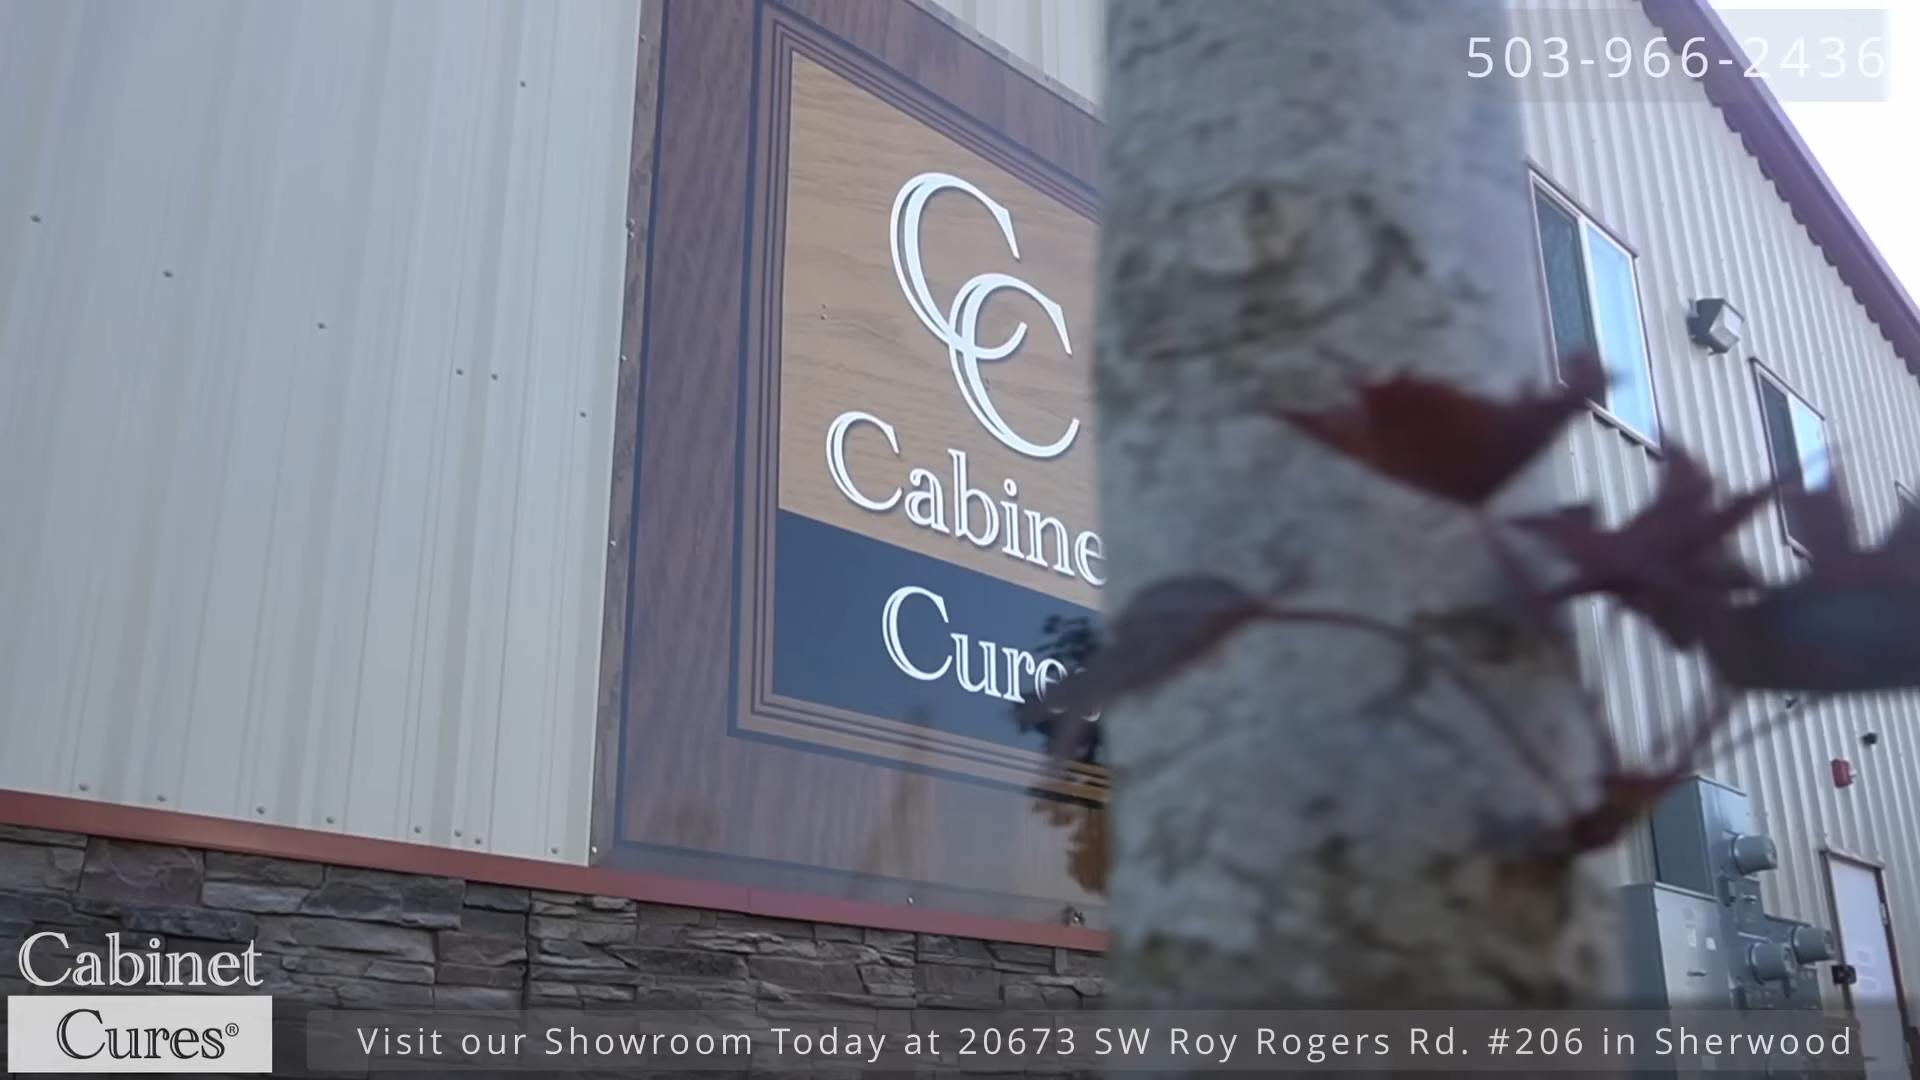 503-966-2436
CC
Cabine
Cures
Cabinet
Cures®
Visit our Showroom Today at 20673 SW Roy Rogers Rd. #206 in Sherwood